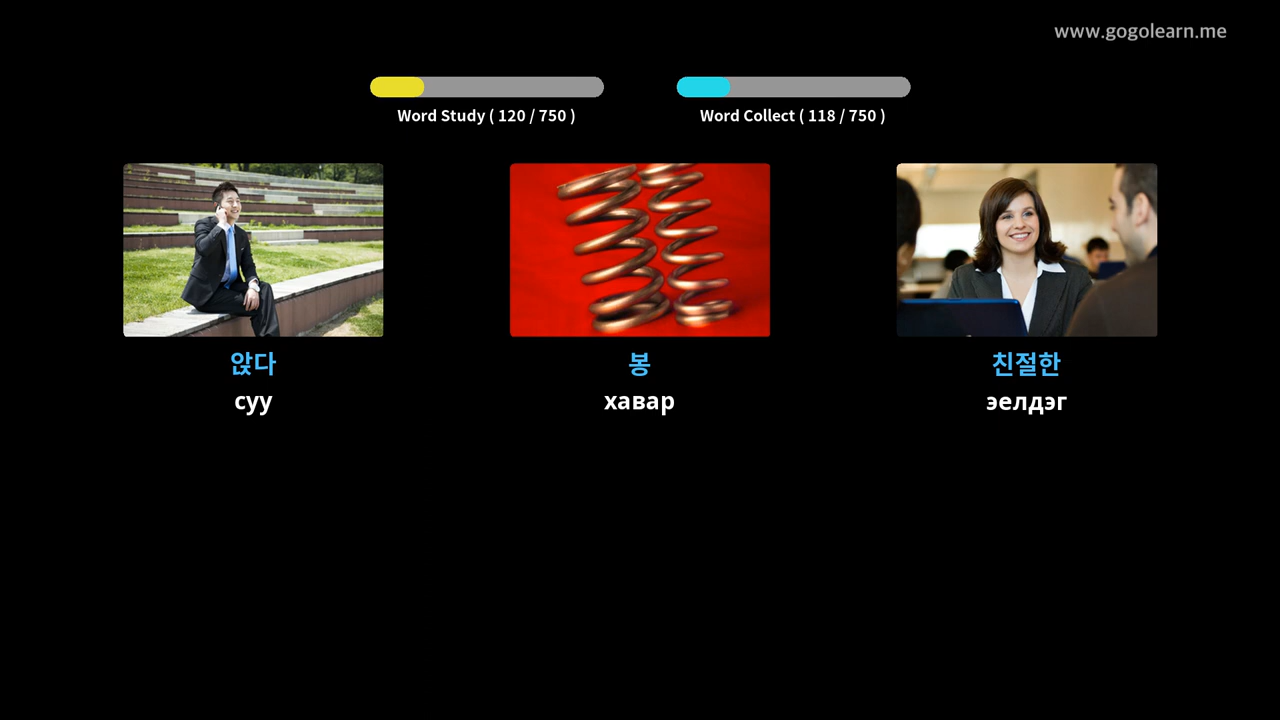 www.gogolearn.me
Word Study ( 120 / 750 )
Word Collect ( 118 / 750 )
앉다
봉
친절한
суу
хавар
эелдэг